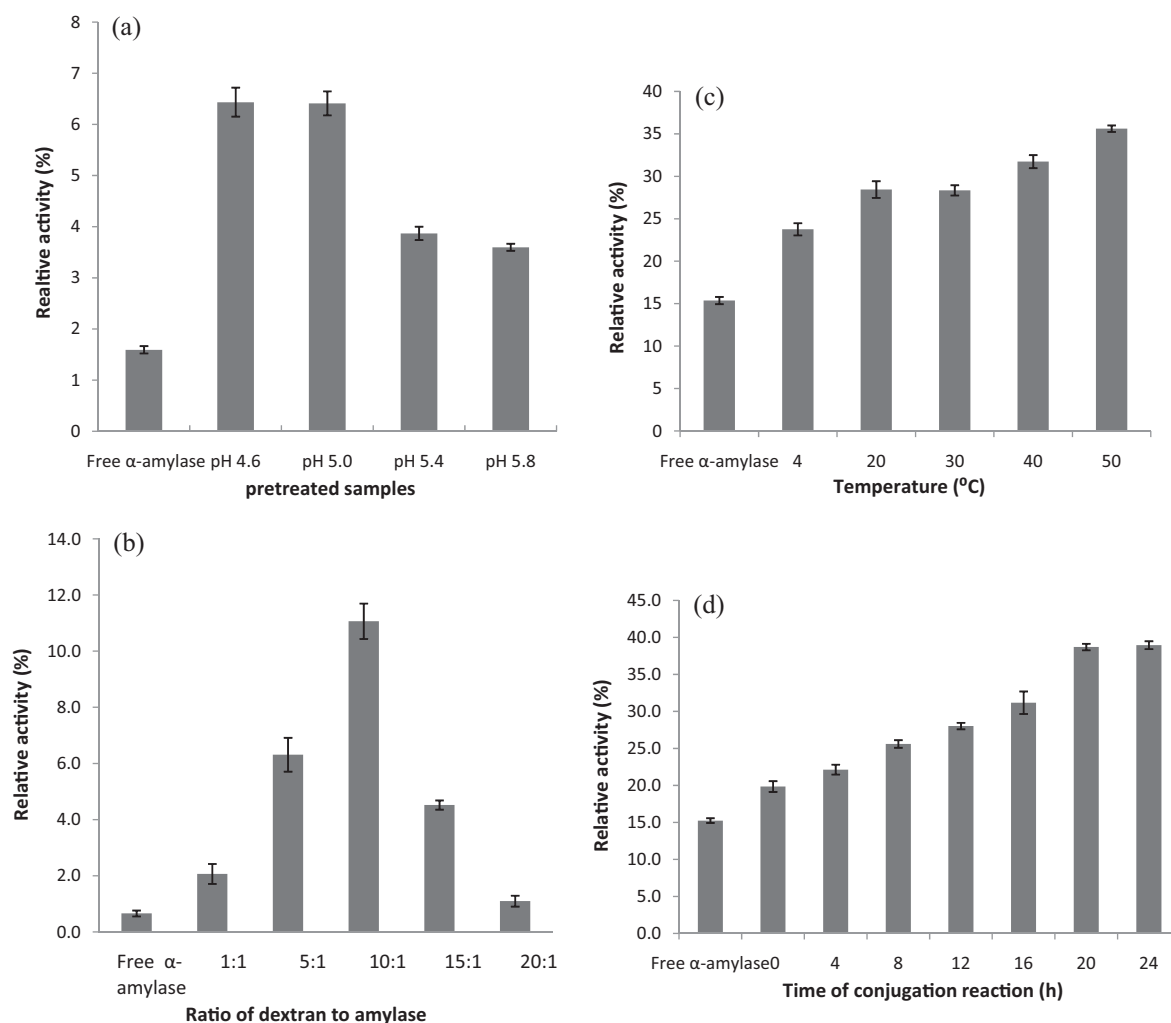 (a)
8
7
6
5
4
3
2
1
0
Realtive activity (%)
Free α-amylase pH 4.6 pH 5.0 pH 5.4 pH 5.8
pretreated samples
(c)
40
35
30
25
20
15
10
5
0
Relative activity (%)
Free α-amylase 4 20 30 40 50
Temperature (⁰C)
(b)
14.0
12.0
10.0
8.0
6.0
4.0
2.0
0.0
Relative activity (%)
Free α- 1:1 5:1 10:1 15:1 20:1
amylase
Ratio of dextran to amylase
(d)
45.0
40.0
35.0
30.0
25.0
20.0
15.0
10.0
5.0
0.0
Relative activity (%)
Free α-amylase0 4 8 12 16 20 24
Time of conjugation reaction (h)